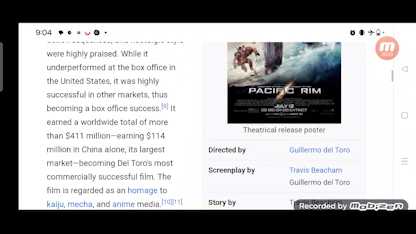 9:04
were highly praised. While it
underperformed at the box office in
the United States, it was highly
successful in other markets, thus
becoming a box office success.[9] It
earned a worldwide total of more
than $411 million—earning $114
million in China alone, its largest
market—becoming Del Toro's most
commercially successful film. The
film is regarded as an homage to
kaiju, mecha, and anime media.[10][11]
PACIFIC RIM
JULY 12
Theatrical release poster
Directed by Guillermo del Toro
Screenplay by Travis Beacham
Guillermo del Toro
Story by
Recorded by MOBIZEN